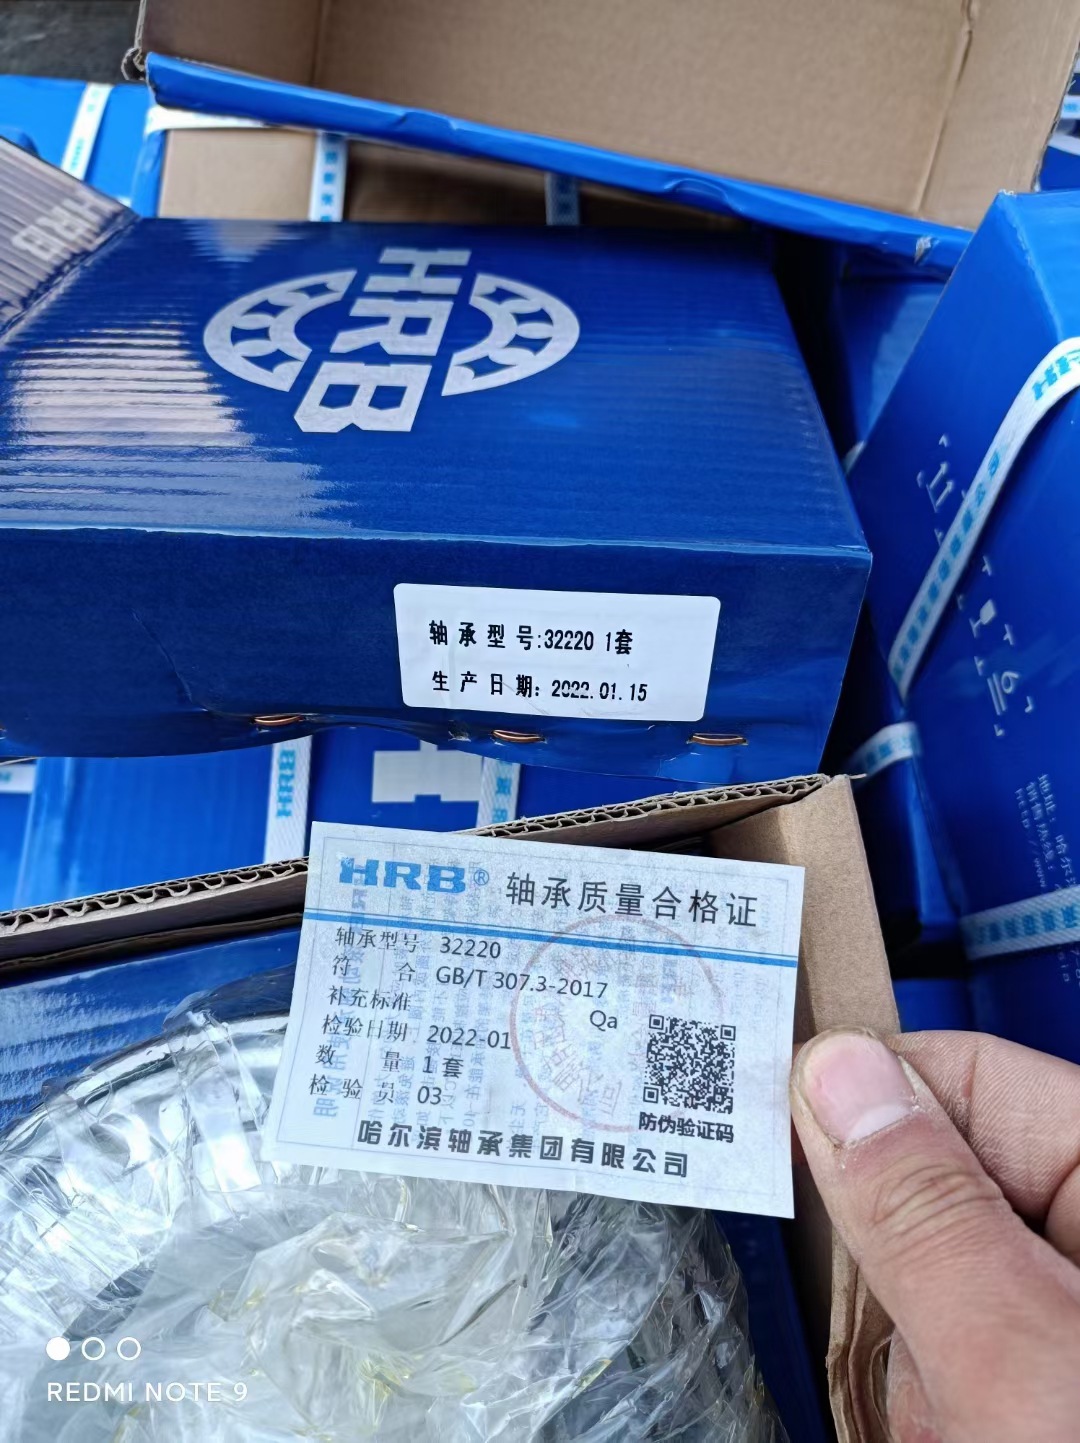 HRB
轴承型号:32220 1套
生产日期: 2022.01.15
HRB
HRB
HRB® 轴承质量合格证
轴承型号 32220
符 合 GB/T 307.3-2017
补充标准
Qa
检验日期 2022-01
数 量 1套
检 验 员 03
防伪验证码
哈尔滨轴承集团有限公司
REDMI NOTE 9